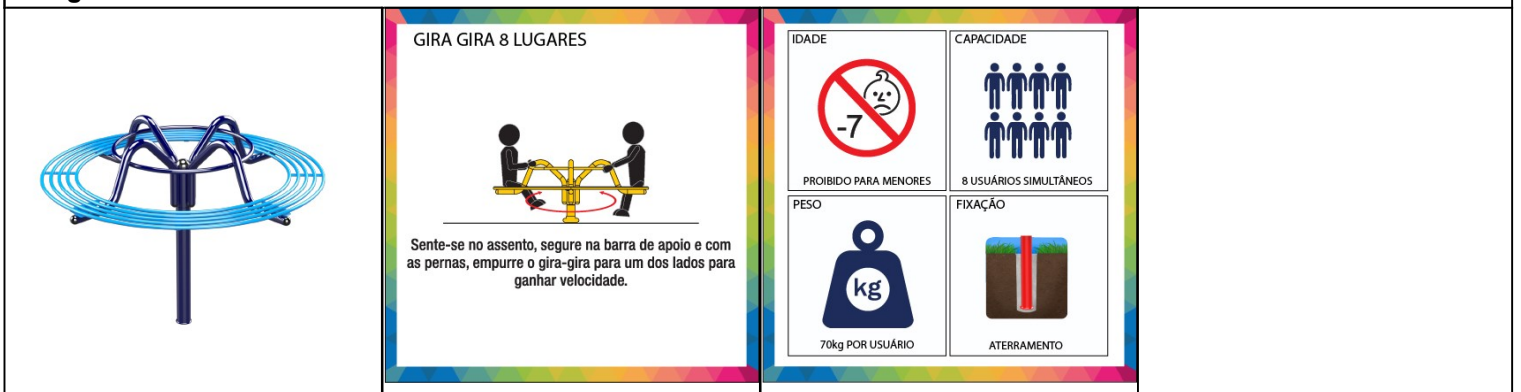 GIRA GIRA 8 LUGARES
Sente-se no assento, segure na barra de apoio e com
as pernas, empurre o gira-gira para um dos lados para
ganhar velocidade.
IDADE
-7
PROIBIDO PARA MENORES
CAPACIDADE
8 USUÁRIOS SIMULTÂNEOS
PESO
kg
70kg POR USUÁRIO
FIXAÇÃO
ATERRAMENTO